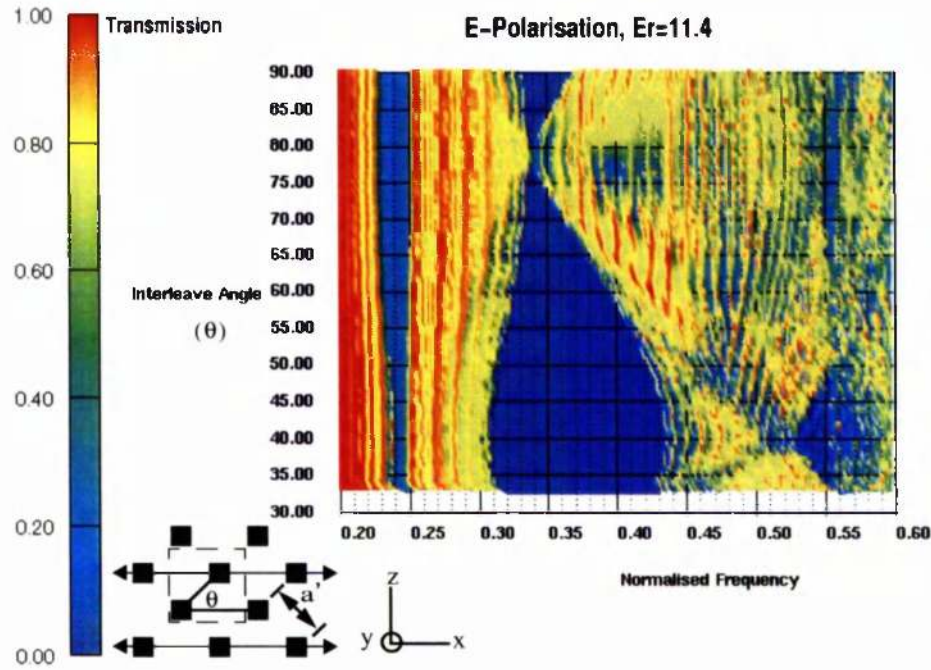 1.00
Transmission
0.80
0.60
0.40
0.20
0.00
E-Polarisation, Er=11.4
90.00
65.00
80.00
75.00
70.00
65.00
60.00
55.00
50.00
45.00
40.00
35.00
30.00
Interleave Angle
(θ)
0.20 0.25 0.30 0.35 0.40 0.45 0.50 0.55 0.60
Normalised Frequency
θ
a'
z
y
x